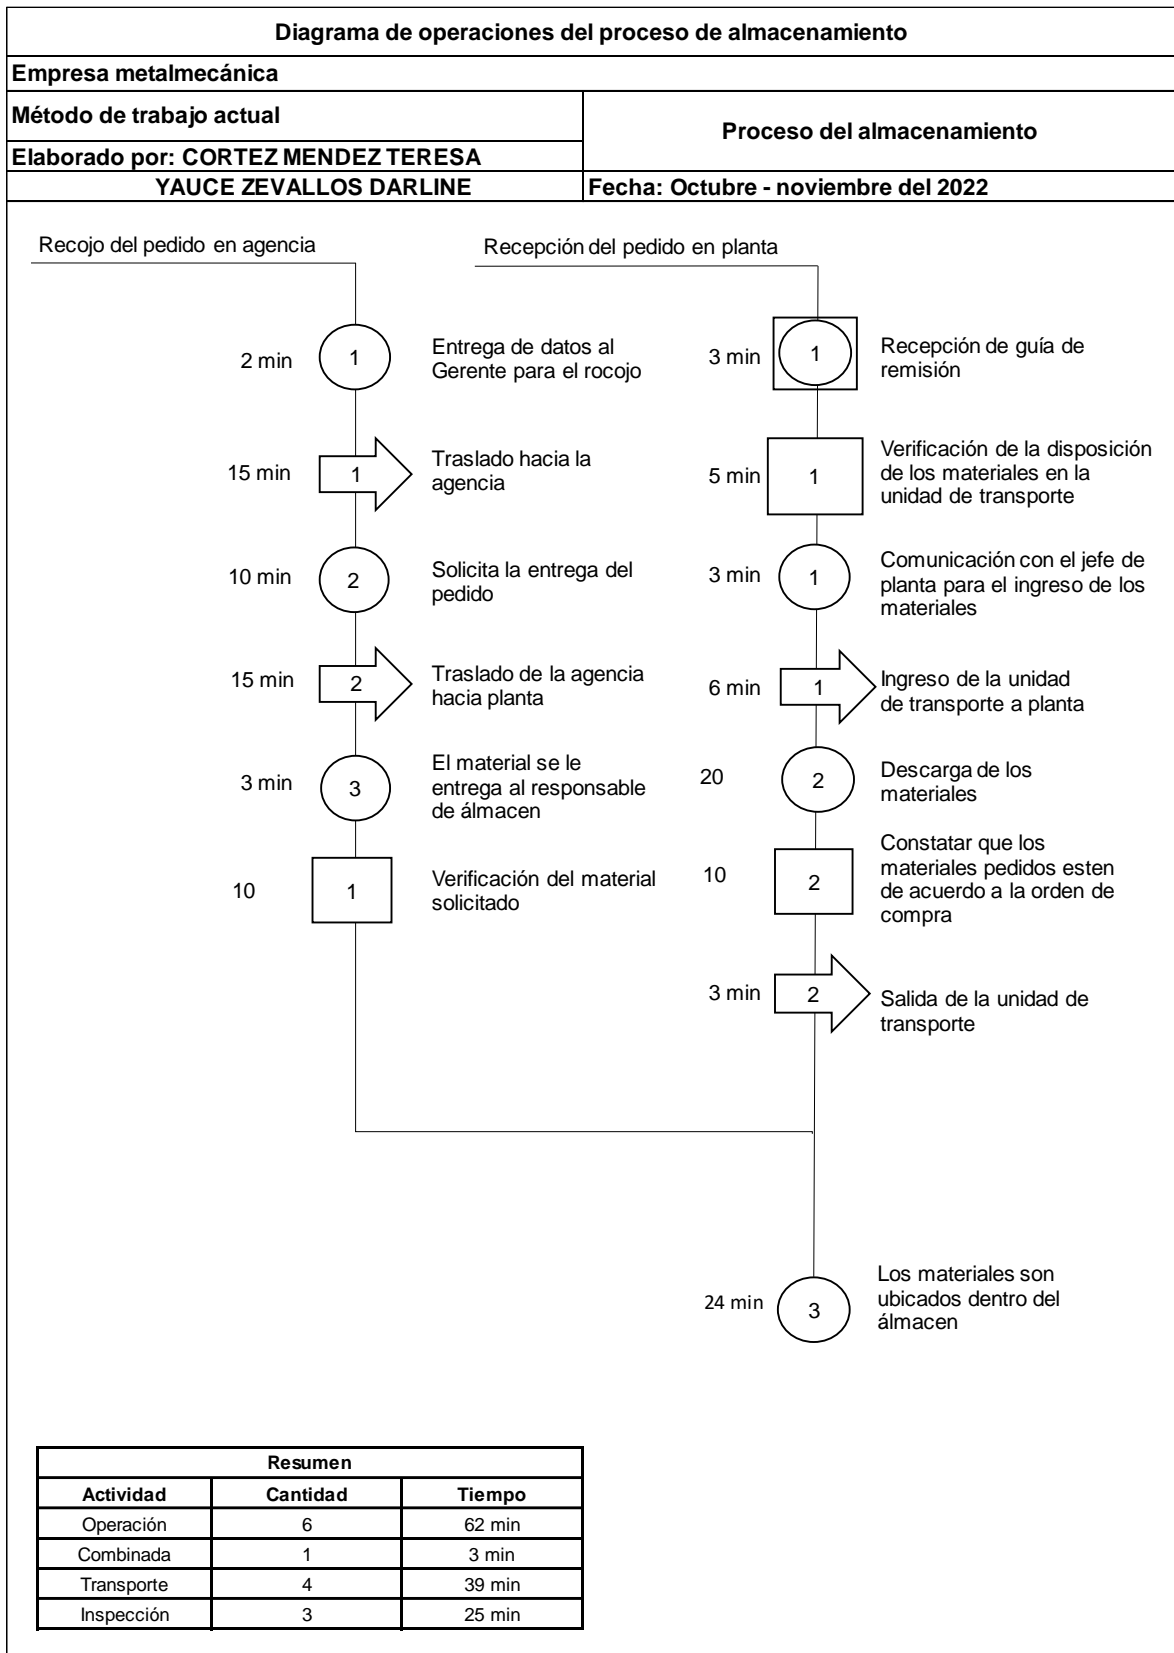 Diagrama de operaciones del proceso de almacenamiento
Empresa metalmecánica
Método de trabajo actual
Proceso del almacenamiento
Elaborado por: CORTEZ MENDEZ TERESA
YAUCE ZEVALLOS DARLINE
Fecha: Octubre - noviembre del 2022
Recojo del pedido en agencia
2 min
1
Entrega de datos al
Gerente para el rocojo
15 min
1
Traslado hacia la
agencia
10 min
2
Solicita la entrega del
pedido
15 min
2
Traslado de la agencia
hacia planta
3 min
3
El material se le
entrega al responsable
de álmacen
10
1
Verificación del material
solicitado
Recepción del pedido en planta
3 min
1
Recepción de guía de
remisión
5 min
1
Verificación de la disposición
de los materiales en la
unidad de transporte
3 min
1
Comunicación con el jefe de
planta para el ingreso de los
materiales
6 min
1
Ingreso de la unidad
de transporte a planta
20
2
Descarga de los
materiales
10
2
Constatar que los
materiales pedidos esten
de acuerdo a la orden de
compra
3 min
2
Salida de la unidad de
transporte
24 min
3
Los materiales son
ubicados dentro del
álmacen
Resumen
Actividad Cantidad Tiempo
Operación 6 62 min
Combinada 1 3 min
Transporte 4 39 min
Inspección 3 25 min